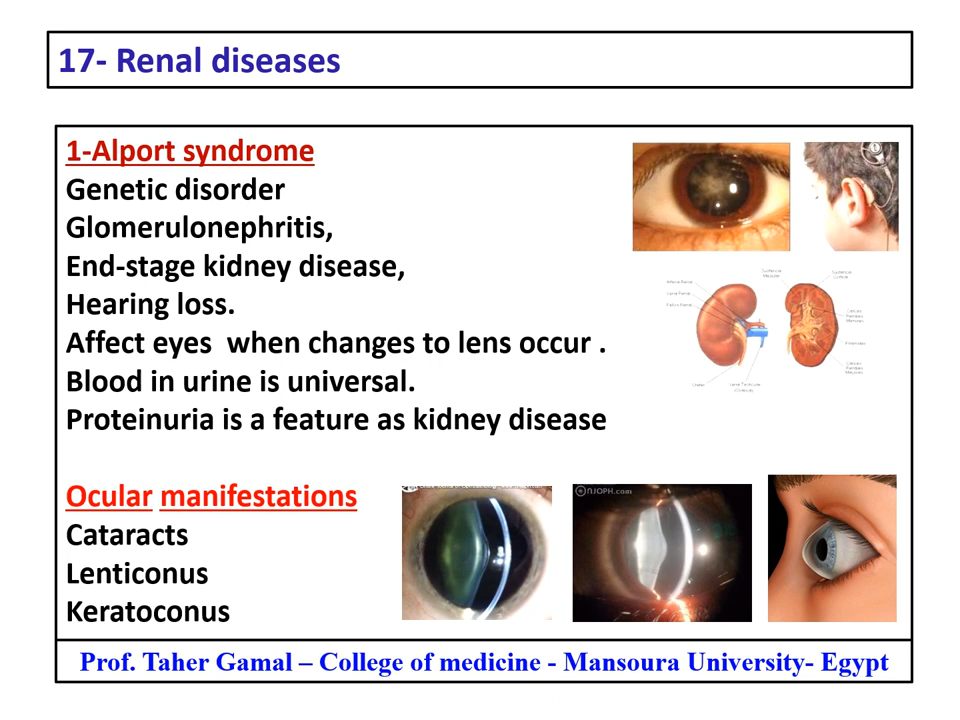 17- Renal diseases
1-Alport syndrome
Genetic disorder
Glomerulonephritis,
End-stage kidney disease,
Hearing loss.
Affect eyes when changes to lens occur .
Blood in urine is universal.
Proteinuria is a feature as kidney disease
Ocular manifestations
Cataracts
Lenticonus
Keratoconus
NJOPH.com
Prof. Taher Gamal – College of medicine - Mansoura University- Egypt